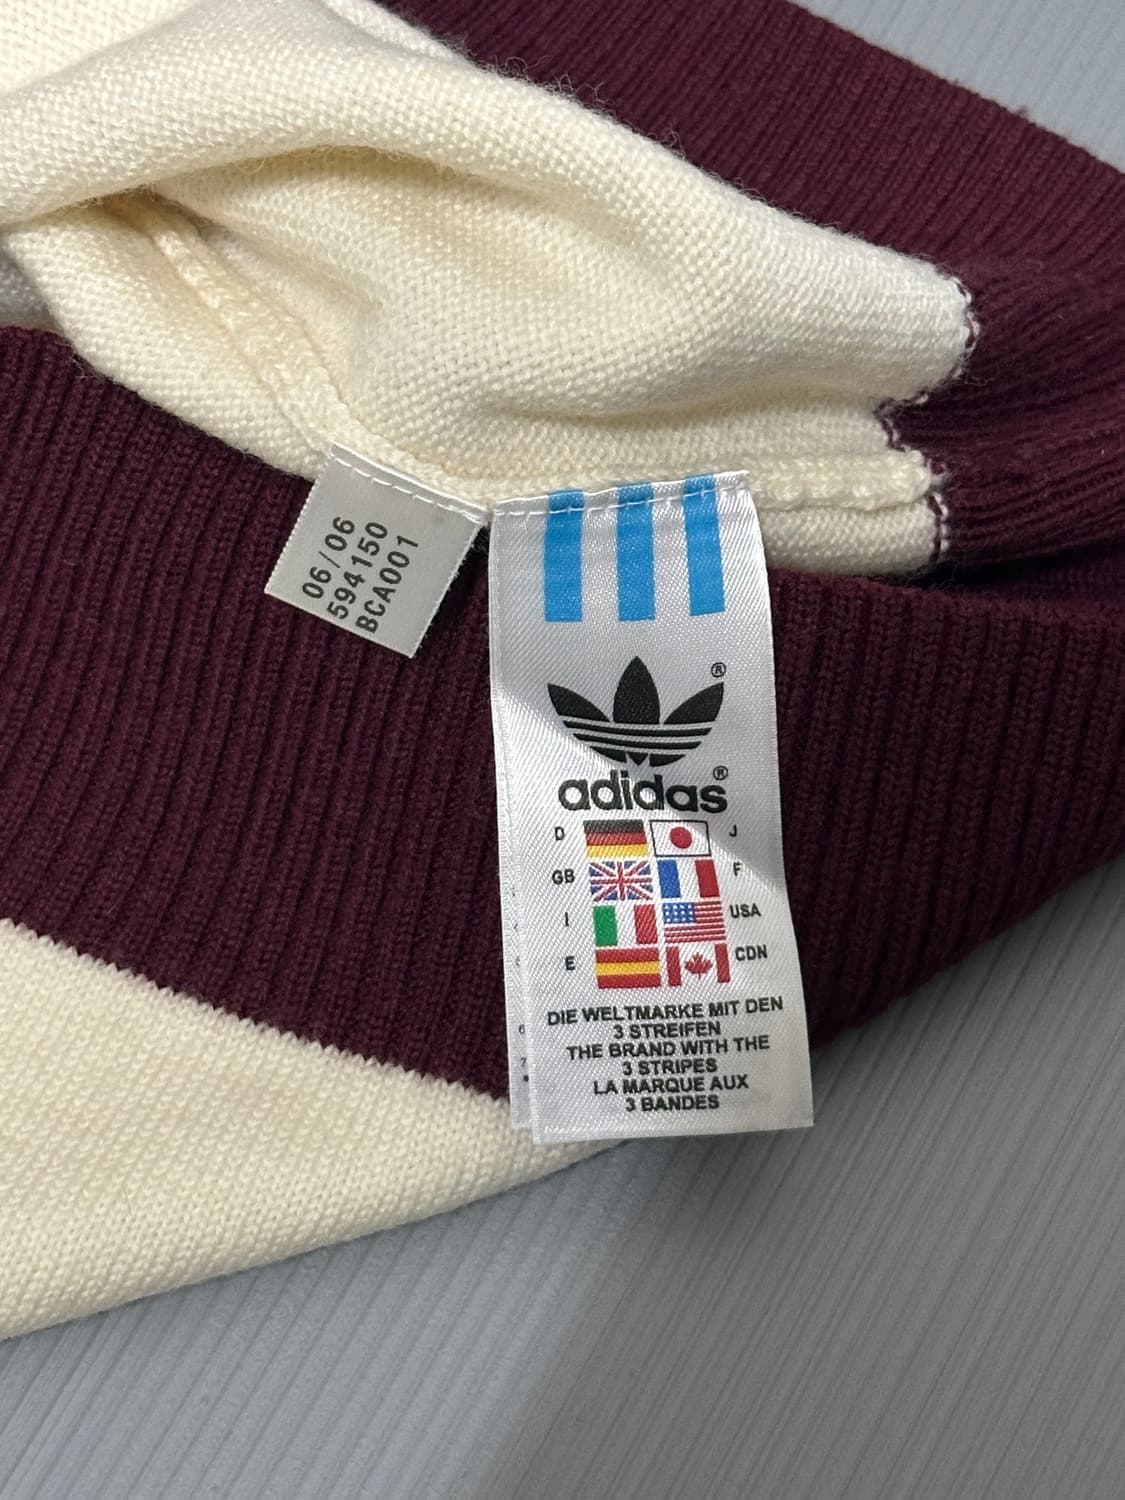 06/06
594150
BCA001
®
adidas®
D J
GB F
I USA
E CDN
DIE WELTMARKE MIT DEN
3 STREIFEN
THE BRAND WITH THE
3 STRIPES
LA MARQUE AUX
3 BANDES